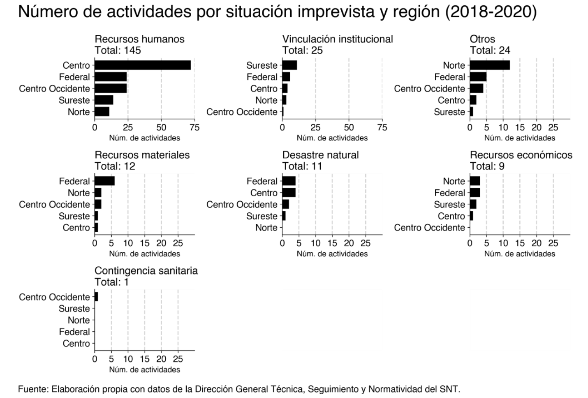 Número de actividades por situación imprevista y región (2018-2020)
Recursos humanos
Total: 145
Centro
Federal
Centro Occidente
Sureste
Norte
0 25 50 75
Núm. de actividades
Vinculación institucional
Total: 25
Sureste
Federal
Centro
Norte
Centro Occidente
0 25 50 75
Núm. de actividades
Otros
Total: 24
Norte
Federal
Centro Occidente
Centro
Sureste
0 5 10 15 20 25
Núm. de actividades
Recursos materiales
Total: 12
Federal
Norte
Centro Occidente
Sureste
Centro
0 5 10 15 20 25
Núm. de actividades
Desastre natural
Total: 11
Federal
Centro
Centro Occidente
Sureste
Norte
0 5 10 15 20 25
Núm. de actividades
Recursos económicos
Total: 9
Norte
Federal
Sureste
Centro
Centro Occidente
0 5 10 15 20 25
Núm. de actividades
Contingencia sanitaria
Total: 1
Centro Occidente
Sureste
Norte
Federal
Centro
0 5 10 15 20 25
Núm. de actividades
Fuente: Elaboración propia con datos de la Dirección General Técnica, Seguimiento y Normatividad del SNT.